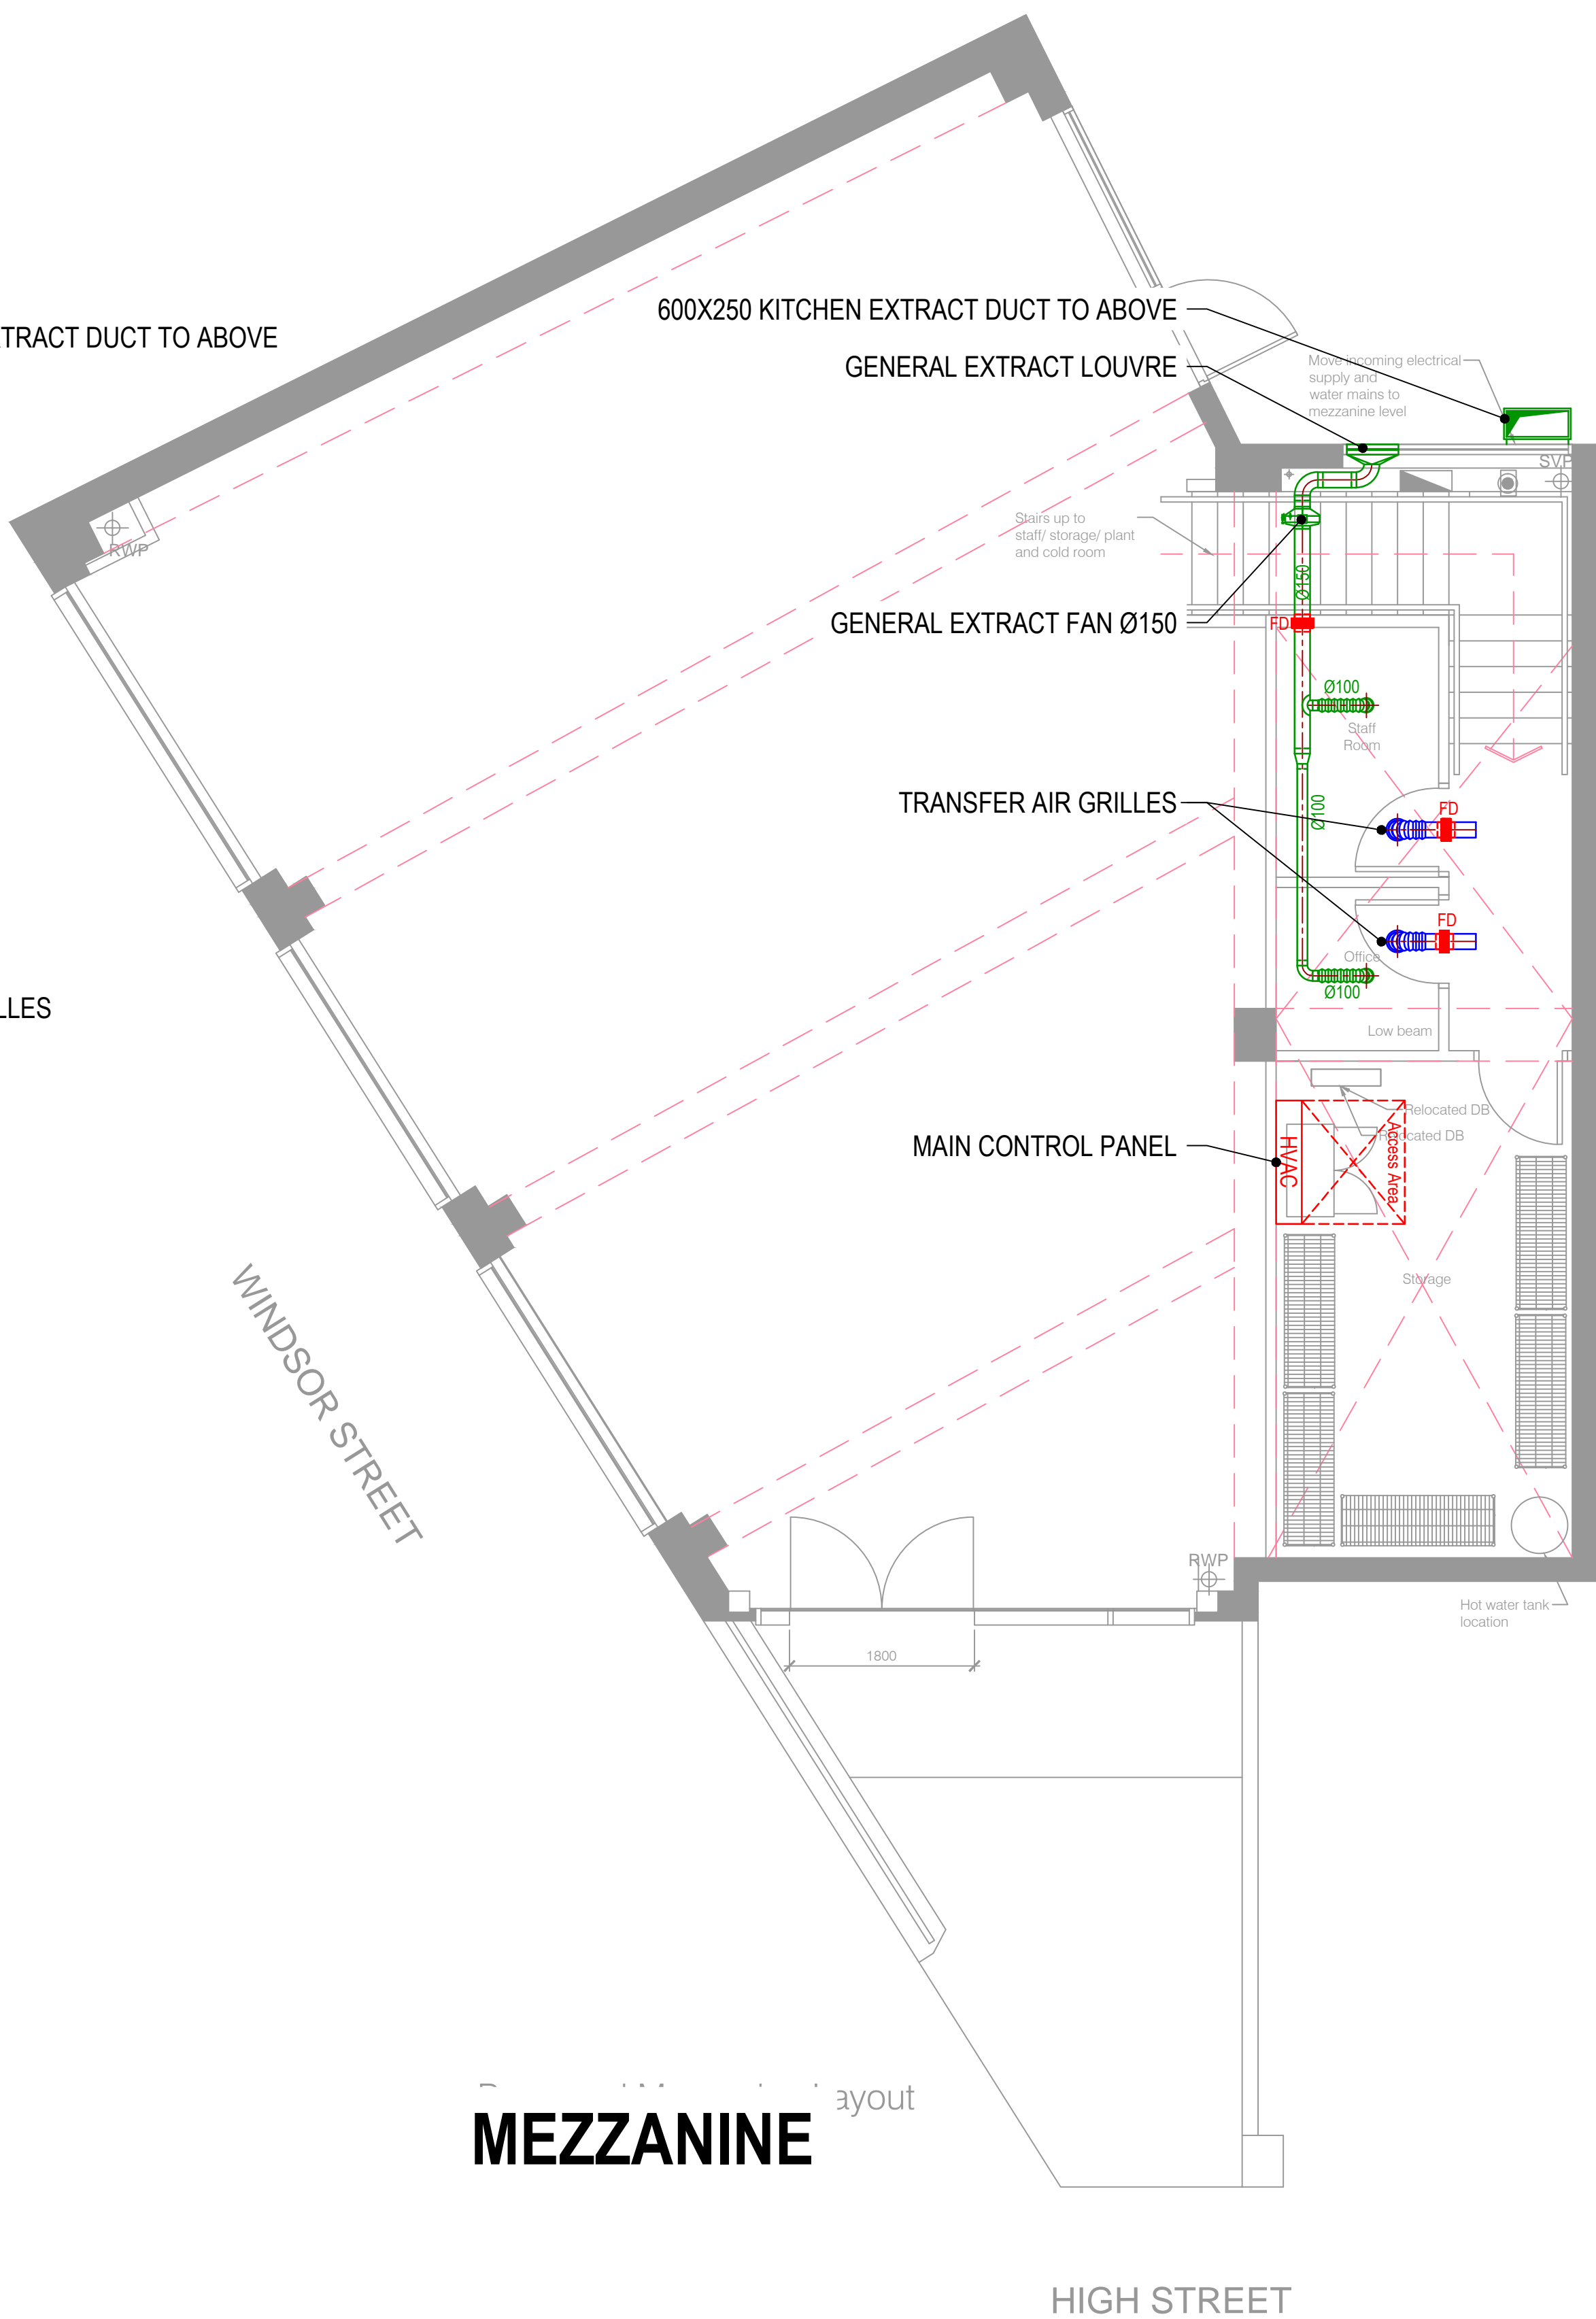 600X250 KITCHEN EXTRACT DUCT TO ABOVE
TRACT DUCT TO ABOVE
GENERAL EXTRACT LOUVRE
Move incoming electrical
supply and
water mains to
mezzanine level
SVP
RWP
Stairs up to
staff/ storage/ plant
and cold room
Ø150
GENERAL EXTRACT FAN Ø150
FD
Ø100
Staff
Room
TRANSFER AIR GRILLES
Ø100
FD
FD
Office
Ø100
LLES
Low beam
Relocated DB
Relocated DB
MAIN CONTROL PANEL
HVAC
Access Area
Storage
WINDSOR STREET
RWP
Hot water tank
location
1800
ayout
MEZZANINE
HIGH STREET